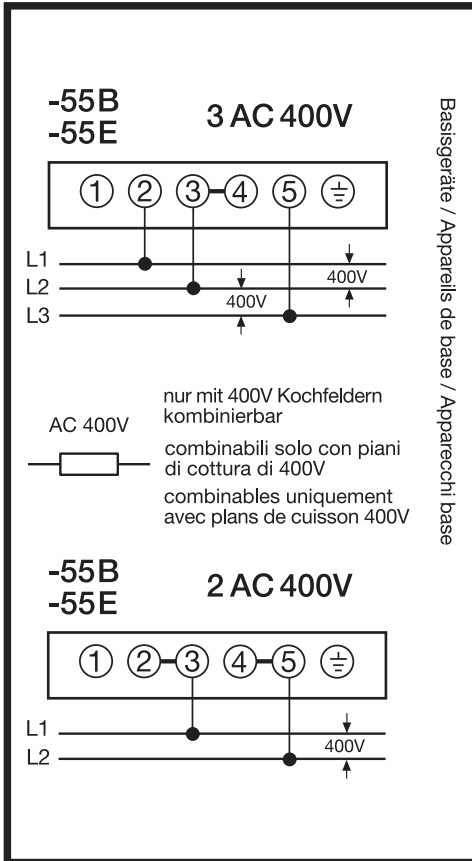 -55B
-55E
3 AC 400V
1 2 3 4 5
L1
L2
L3
400V
400V
AC 400V
nur mit 400V Kochfeldern
kombinierbar
combinabili solo con piani
di cottura di 400V
combinables uniquement
avec plans de cuisson 400V
-55B
-55E
2 AC 400V
1 2 3 4 5
L1
L2
400V
Basisgeräte / Appareils de base / Apparecchi base